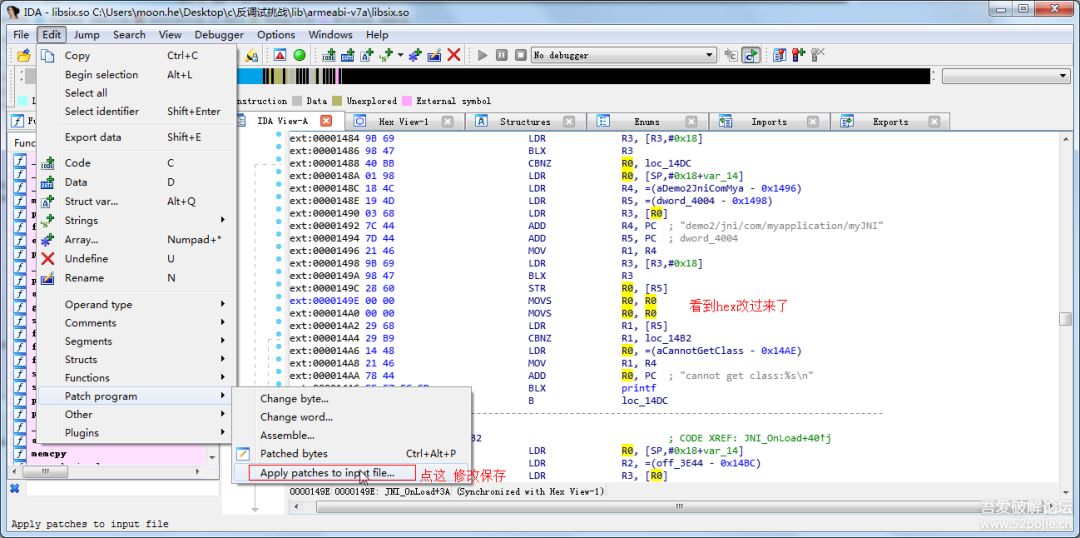 IDA - libsix.so C:\Users\moon.he\Desktop\c\反调试挑战\lib\armeabi-v7a\libsix.so
File Edit Jump Search View Debugger Options Windows Help
No debugger
Copy Ctrl+C
Begin selection Alt+L
Select all
Select identifier Shift+Enter
Export data Shift+E
Code C
Data D
Struct var... Alt+Q
Strings
Array... Numpad+*
Undefine U
Rename N
Operand type
Comments
Segments
Structs
Functions
Patch program
Other
Plugins
memcpy
Change byte...
Change word...
Assemble...
Patched bytes Ctrl+Alt+P
Apply patches to input file...
点这 修改保存
nstruction Data Unexplored External symbol
IDA View-A Hex View-1 Structures Enums Imports Exports
ext:00001484 9B 69 LDR R3, [R3,#0x18]
ext:00001486 98 47 BLX R3
ext:00001488 40 BB CBNZ R0, loc_14DC
ext:0000148A 01 98 LDR R0, [SP,#0x18+var_14]
ext:0000148C 18 4C LDR R4, =(aDemo2JniComMya - 0x1496)
ext:0000148E 19 4D LDR R5, =(dword_4004 - 0x1498)
ext:00001490 03 68 LDR R3, [R0]
ext:00001492 7C 44 ADD R4, PC ; "demo2/jni/com/myapplication/myJNI"
ext:00001494 7D 44 ADD R5, PC ; dword_4004
ext:00001496 21 46 MOV R1, R4
ext:00001498 9B 69 LDR R3, [R3,#0x18]
ext:0000149A 98 47 BLX R3
ext:0000149C 28 60 STR R0, [R5]
ext:0000149E 00 00 MOVS R0, R0
看到hex改过来了
ext:000014A0 00 00 MOVS R0, R0
ext:000014A2 29 68 LDR R1, [R5]
ext:000014A4 29 B9 CBNZ R1, loc_14B2
ext:000014A6 14 48 LDR R0, =(aCannotGetClass - 0x14AE)
ext:000014A8 21 46 MOV R1, R4
ext:000014AA 78 44 ADD R0, PC ; "cannot get class:%s\n"
BLX printf
B loc_14DC
; CODE XREF: JNI_OnLoad+40↑j
LDR R0, [SP,#0x18+var_14]
LDR R2, =(off_3E44 - 0x14BC)
LDR R3, [R0]
0000149E 0000149E: JNI_OnLoad+3A (Synchronized with Hex View-1)
Apply patches to input file
吾爱破解论坛
www.52pojie.cn